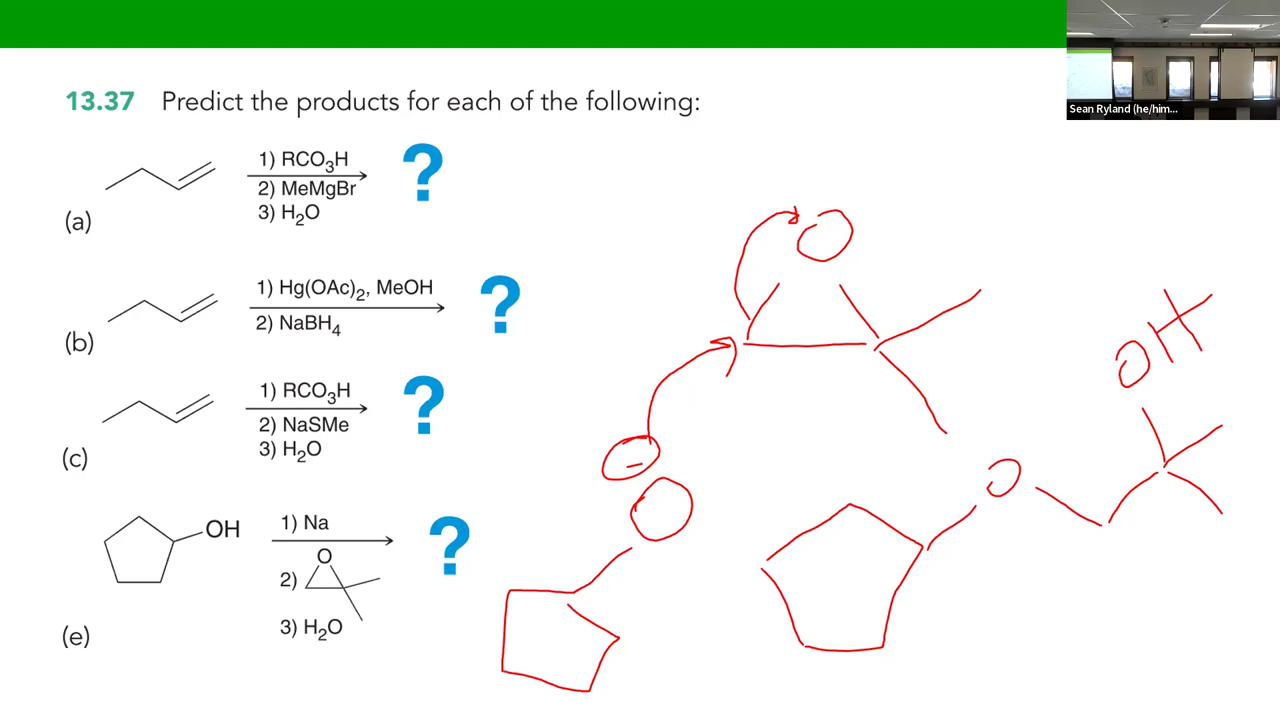 Sean Ryland (he/him...
13.37 Predict the products for each of the following:
(a)
1) RCO3H
2) MeMgBr
3) H2O
?
(b)
1) Hg(OAc)2, MeOH
2) NaBH4
?
(c)
1) RCO3H
2) NaSMe
3) H2O
?
(e)
OH
1) Na
2)
O
3) H2O
?
O
⊖
O
O
OH